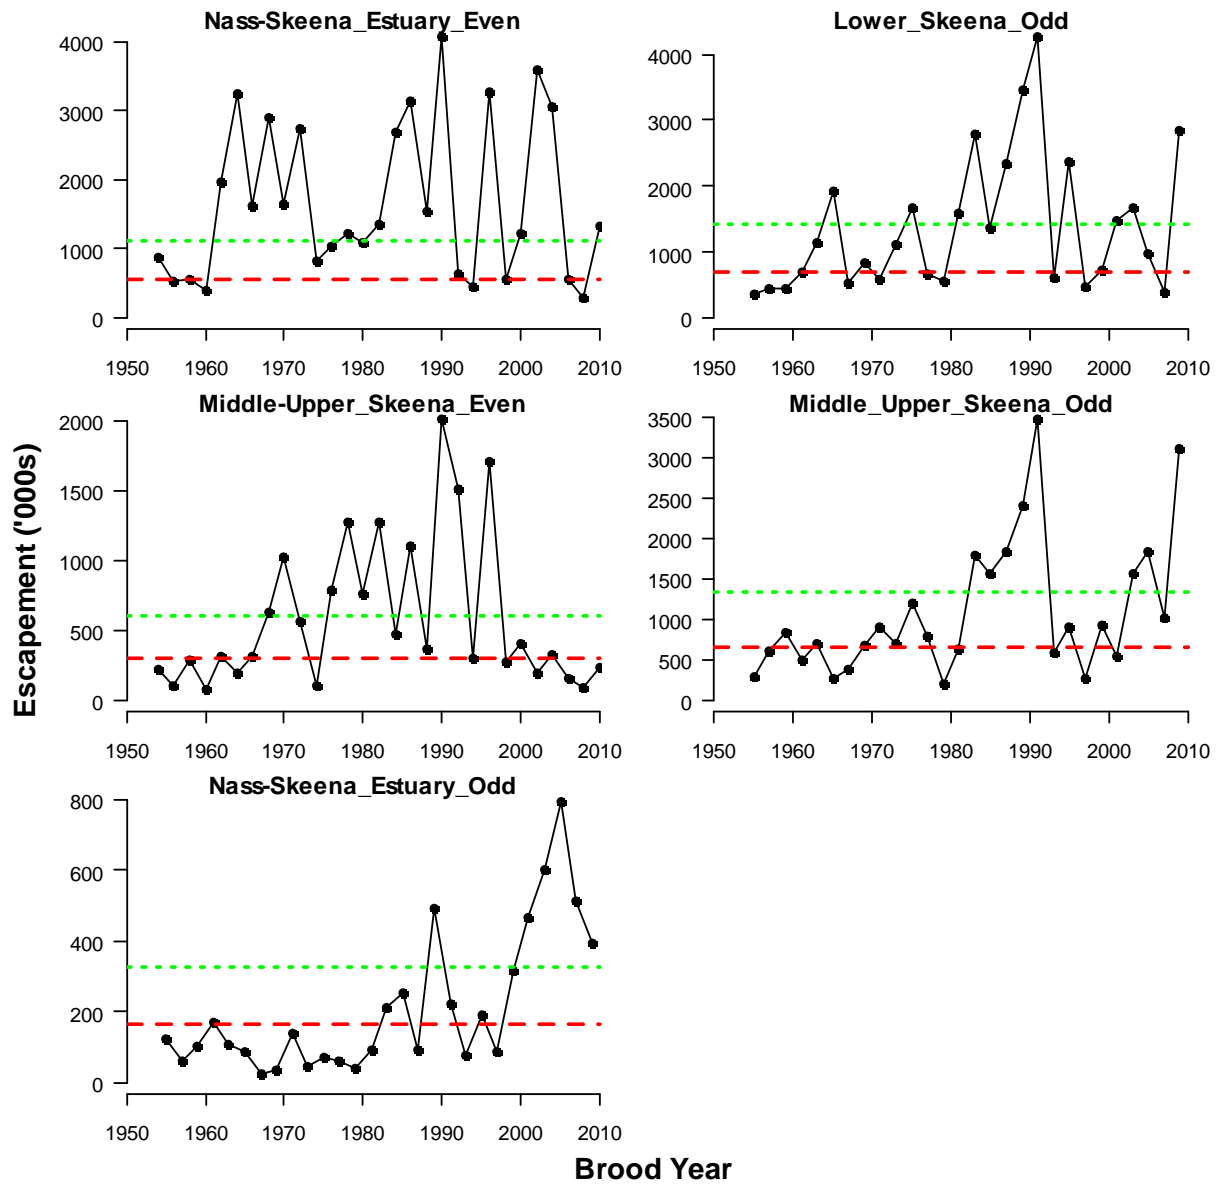 Nass-Skeena_Estuary_Even
4000
3000
2000
1000
0
1950 1960 1970 1980 1990 2000 2010
Lower_Skeena_Odd
4000
3000
2000
1000
0
1950 1960 1970 1980 1990 2000 2010
Middle-Upper_Skeena_Even
2000
1500
1000
500
0
1950 1960 1970 1980 1990 2000 2010
Middle_Upper_Skeena_Odd
3500
3000
2500
2000
1500
1000
500
0
1950 1960 1970 1980 1990 2000 2010
Nass-Skeena_Estuary_Odd
800
600
400
200
0
1950 1960 1970 1980 1990 2000 2010
Escapement ('000s)
Brood Year